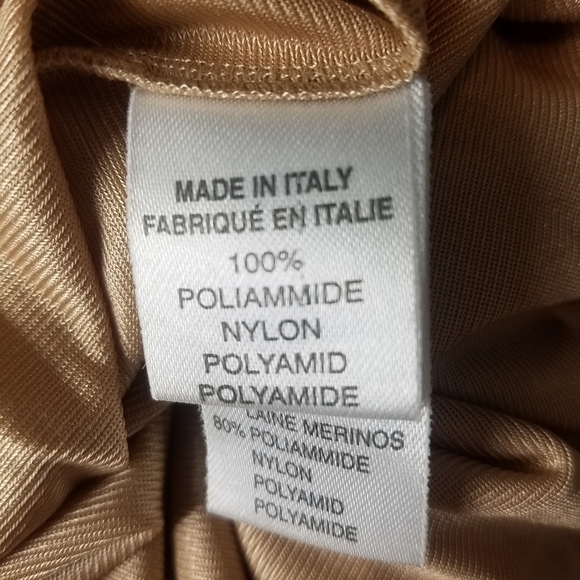 MADE IN ITALY
FABRIQUÉ EN ITALIE
100%
POLIAMMIDE
NYLON
POLYAMID
POLYAMIDE
LAINE MERINOS
80% POLIAMMIDE
NYLON
POLYAMID
POLYAMIDE